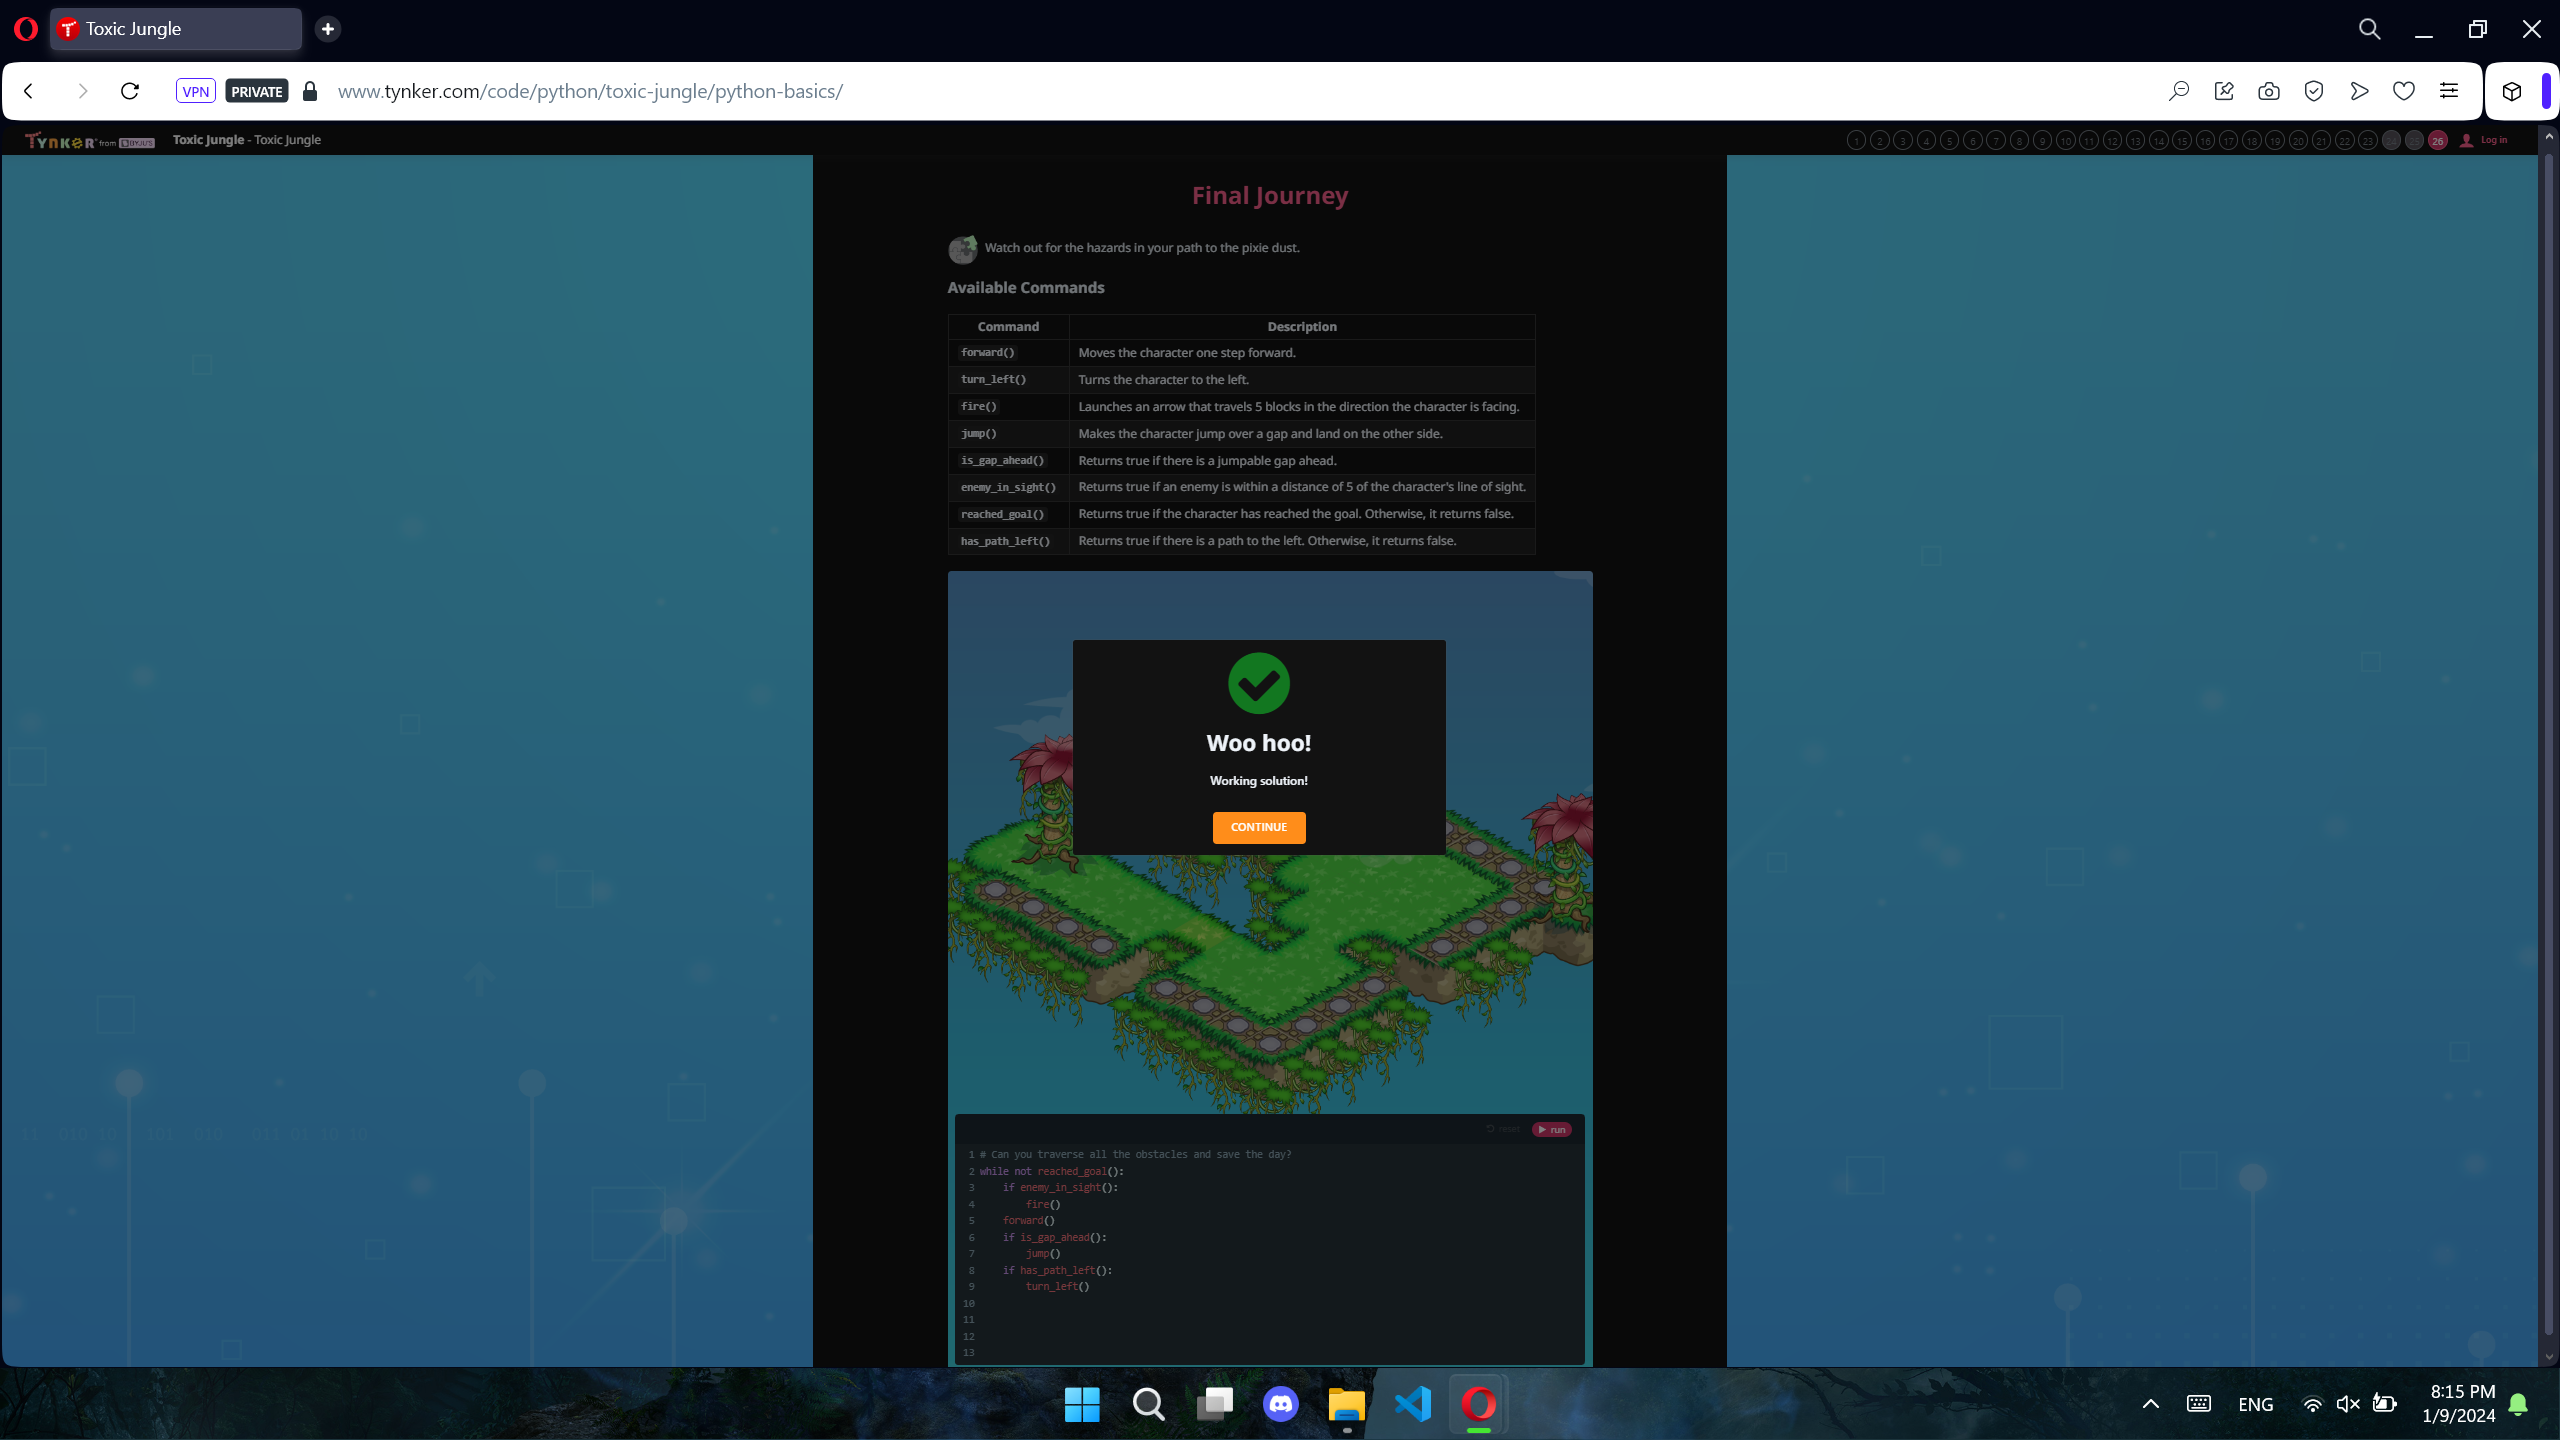 Toxic Jungle
VPN PRIVATE www.tynker.com/code/python/toxic-jungle/python-basics/
TYNKER from BYJU'S Toxic Jungle - Toxic Jungle 1 2 3 4 5 6 7 8 9 10 11 12 13 14 15 16 17 18 19 20 21 22 23 24 25 26 Log in
Final Journey
Watch out for the hazards in your path to the pixie dust.
Available Commands
Command Description
forward() Moves the character one step forward.
turn_left() Turns the character to the left.
fire() Launches an arrow that travels 5 blocks in the direction the character is facing.
jump() Makes the character jump over a gap and land on the other side.
is_gap_ahead() Returns true if there is a jumpable gap ahead.
enemy_in_sight() Returns true if an enemy is within a distance of 5 of the character's line of sight.
reached_goal() Returns true if the character has reached the goal. Otherwise, it returns false.
has_path_left() Returns true if there is a path to the left. Otherwise, it returns false.
Woo hoo!
Working solution!
CONTINUE
reset run
1 # Can you traverse all the obstacles and save the day?
2 while not reached_goal():
3 if enemy_in_sight():
4 fire()
5 forward()
6 if is_gap_ahead():
7 jump()
8 if has_path_left():
9 turn_left()
10
11
12
13
ENG
8:15 PM
1/9/2024